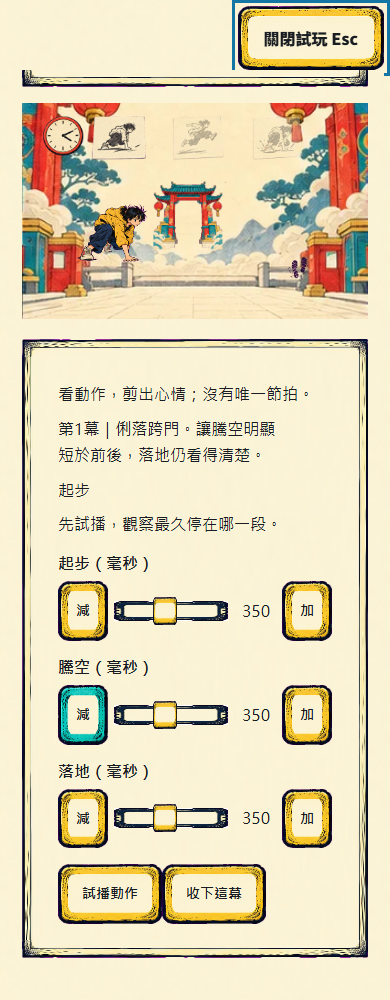 關閉試玩 Esc
看動作，剪出心情；沒有唯一節拍。
第1幕｜俐落跨門。讓騰空明顯
短於前後，落地仍看得清楚。
起步
先試播，觀察最久停在哪一段。
起步（毫秒）
減 350 加
騰空（毫秒）
減 350 加
落地（毫秒）
減 350 加
試播動作 收下這幕